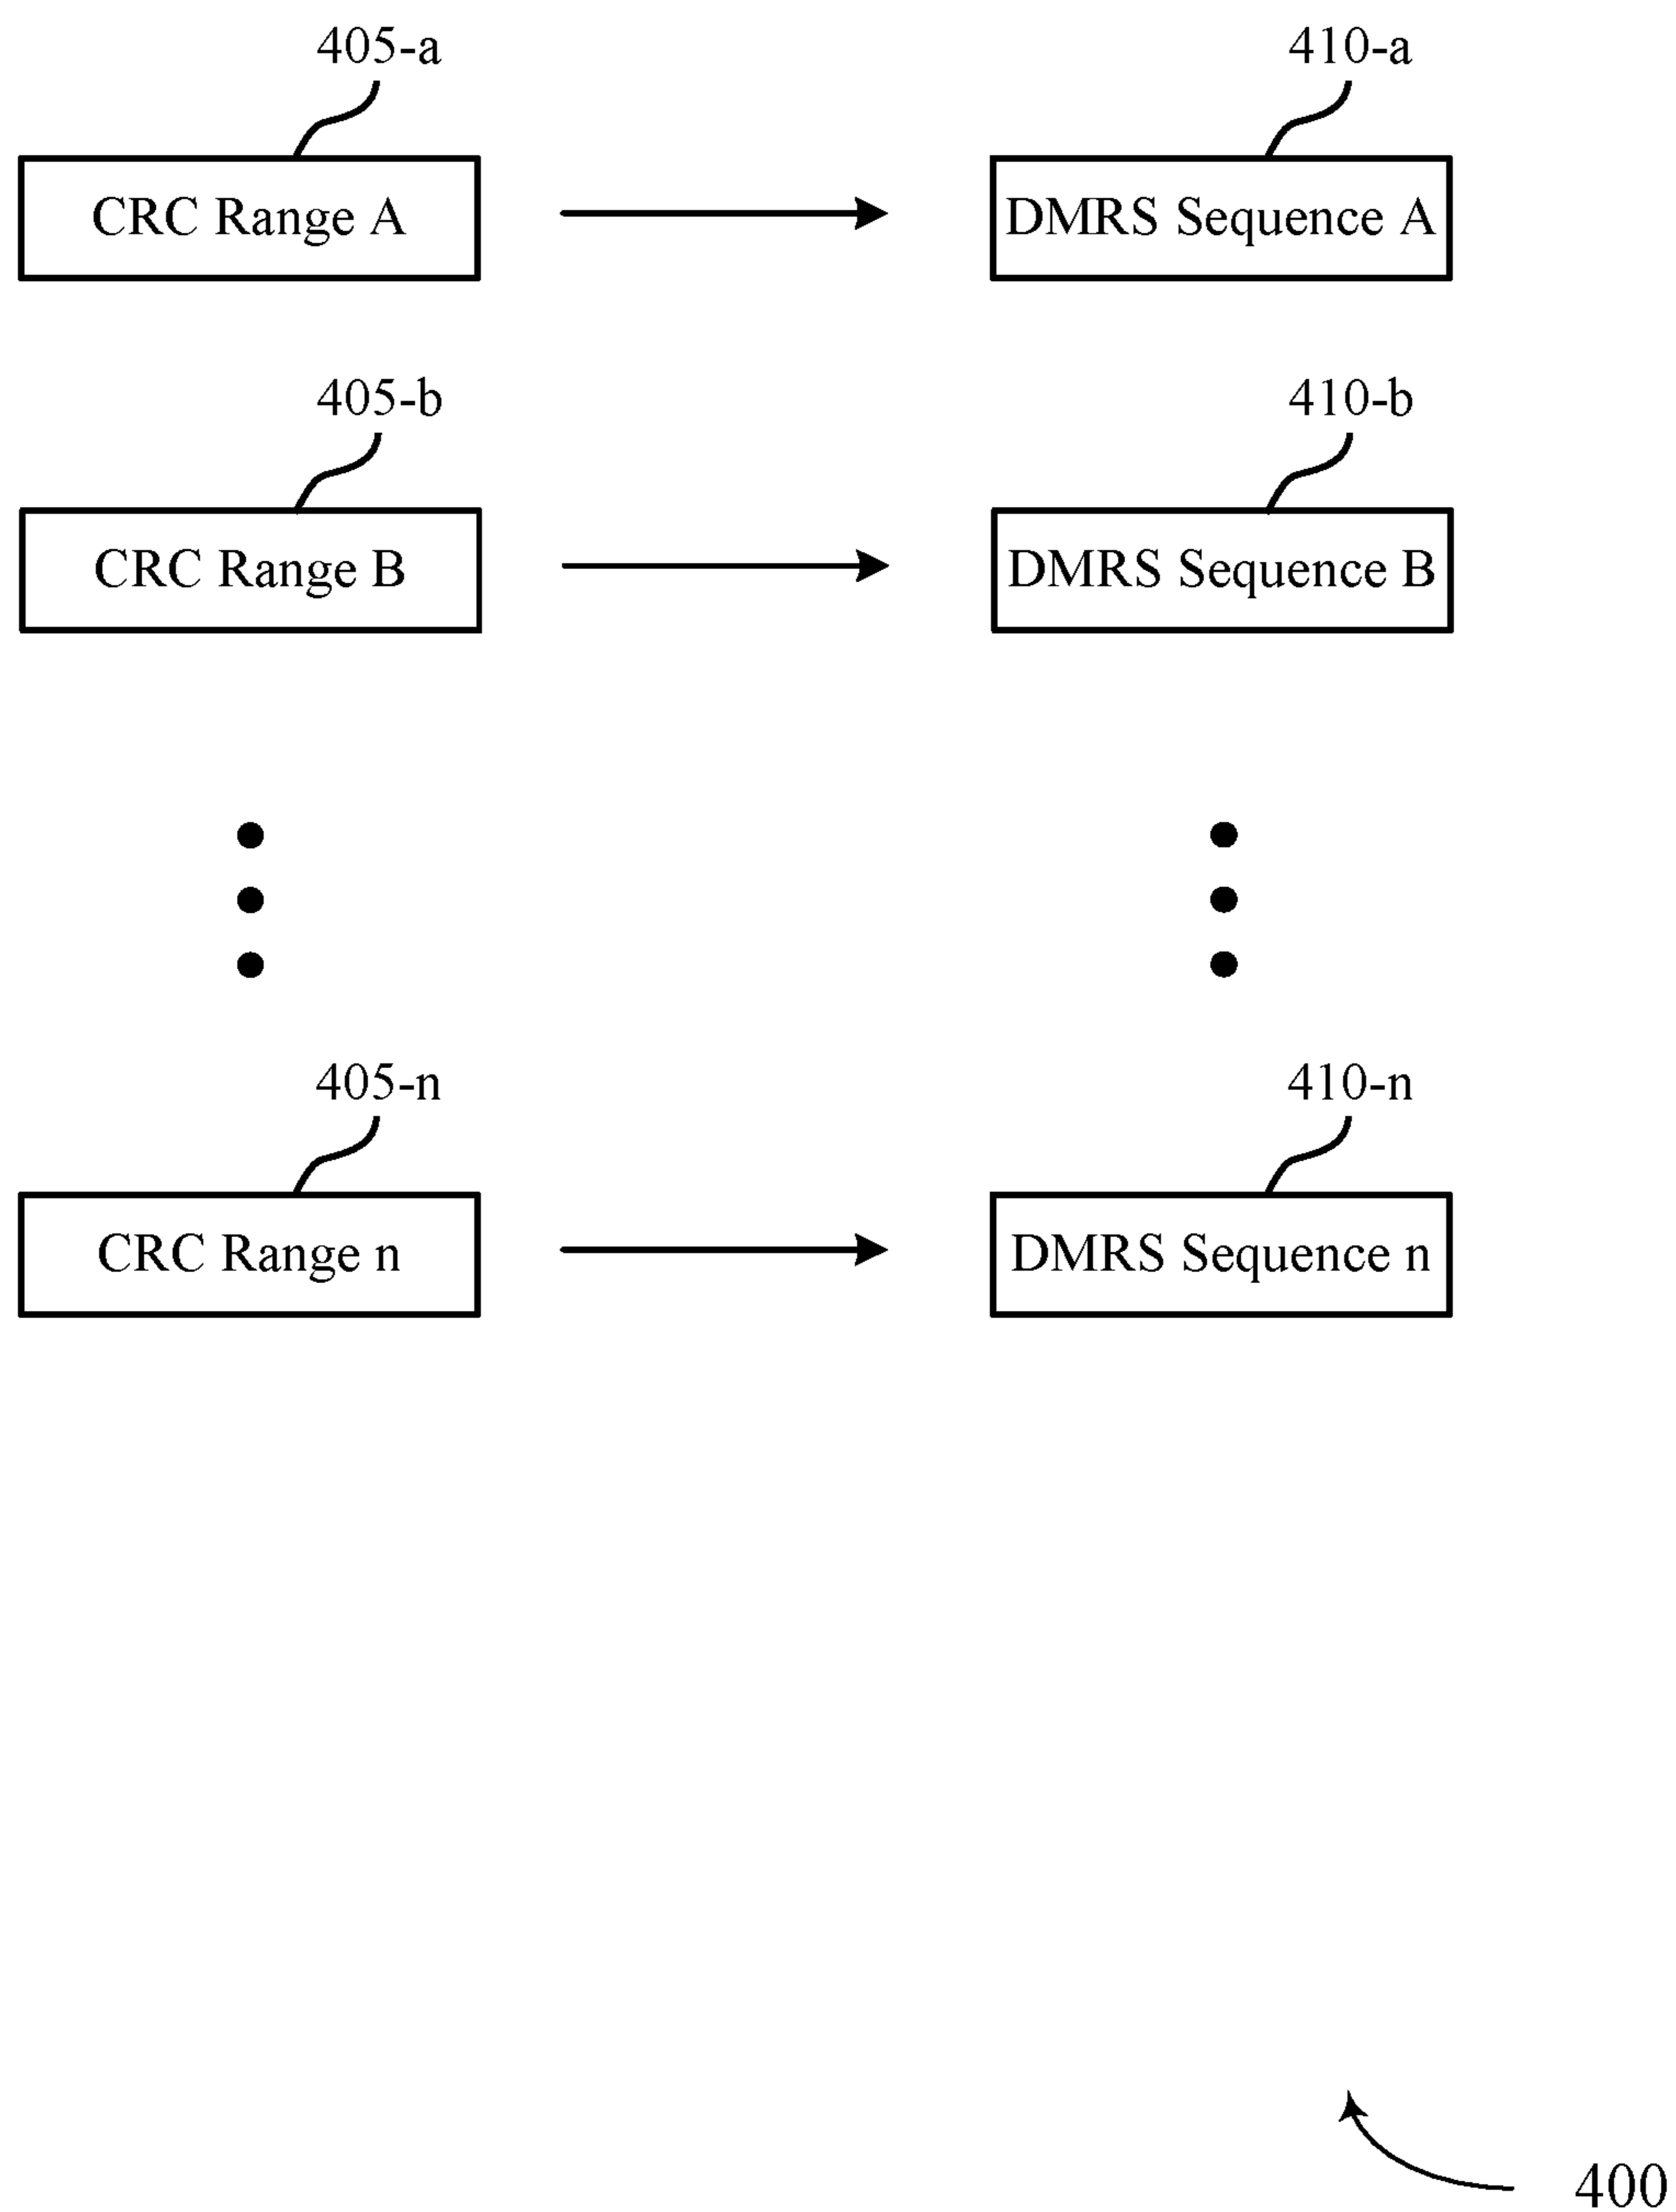 405-a
410-a
CRC Range A
DMRS Sequence A
405-b
410-b
CRC Range B
DMRS Sequence B
405-n
410-n
CRC Range n
DMRS Sequence n
400